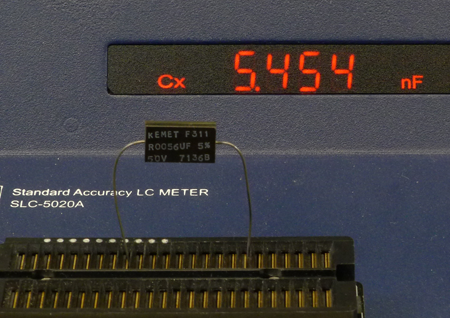 Cx 5.454 nF
KEMET F311
R0056UF 5%
50V 7136B
Standard Accuracy LC METER
SLC-5020A